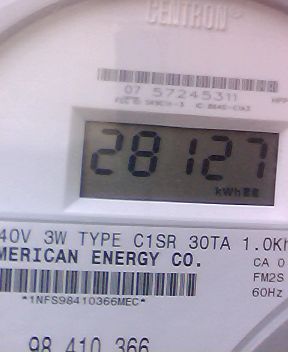 CENTRON®
07 57245311
28127
kWh
40V 3W TYPE C1SR 30TA 1.0Kh
MERICAN ENERGY CO.
CA 0
FM2S
60Hz
*1NFS98410366MEC*
98 410 366